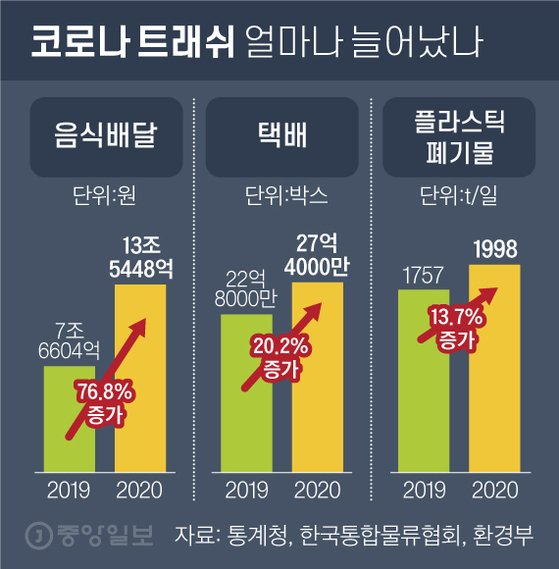 코로나 트래쉬 얼마나 늘어났나
음식배달
단위:원
7조
6604억
13조
5448억
76.8%
증가
2019
2020
택배
단위:박스
22억
8000만
27억
4000만
20.2%
증가
2019
2020
플라스틱
폐기물
단위:t/일
1757
1998
13.7%
증가
2019
2020
J 중앙일보
자료: 통계청, 한국통합물류협회, 환경부